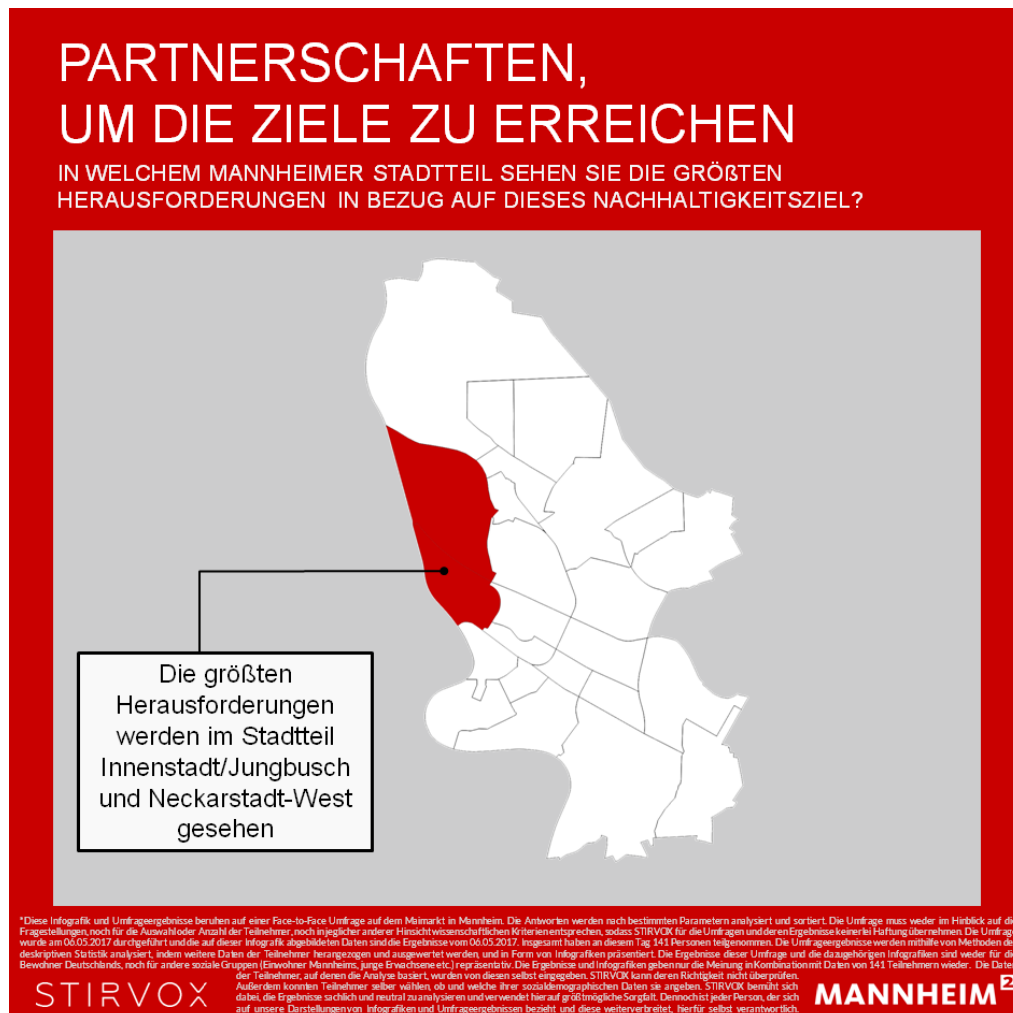 PARTNERSCHAFTEN,
UM DIE ZIELE ZU ERREICHEN
IN WELCHEM MANNHEIMER STADTTEIL SEHEN SIE DIE GRÖßTEN
HERAUSFORDERUNGEN IN BEZUG AUF DIESES NACHHALTIGKEITSZIEL?
Die größten
Herausforderungen
werden im Stadtteil
Innenstadt/Jungbusch
und Neckarstadt-West
gesehen
*Diese Infografik und Umfrageergebnisse beruhen auf einer Face-to-Face Umfrage auf dem Maimarkt in Mannheim. Die Antworten werden nach bestimmten Parametern analysiert und sortiert. Die Umfrage muss weder im Hinblick auf die
Fragestellungen, noch für die Auswahl oder Anzahl der Teilnehmer, noch in jeglicher anderer Hinsicht wissenschaftlichen Kriterien entsprechen, sodass STIRVOX für die Umfragen und deren Ergebnisse keinerlei Haftung übernehmen. Die Umfrage
wurde am 06.05.2017 durchgeführt und die auf dieser Infografik abgebildeten Daten sind die Ergebnisse vom 06.05.2017. Insgesamt haben an diesem Tag 141 Personen teilgenommen. Die Umfrageergebnisse werden mithilfe von Methoden der
deskriptiven Statistik analysiert, indem weitere Daten der Teilnehmer herangezogen und ausgewertet werden, und in Form von Infografiken präsentiert. Die Ergebnisse dieser Umfrage und die dazugehörigen Infografiken sind weder für die
Bewohner Deutschlands, noch für andere soziale Gruppen (Einwohner Mannheims, junge Erwachsene etc.) repräsentativ. Die Ergebnisse und Infografiken geben nur die Meinung in Kombination mit Daten von 141 Teilnehmern wieder. Die Daten
der Teilnehmer, auf denen die Analyse basiert, wurden von diesen selbst eingegeben. STIRVOX kann deren Richtigkeit nicht überprüfen.
Außerdem konnten Teilnehmer selber wählen, ob und welche ihrer sozialdemographischen Daten sie angeben. STIRVOX bemüht sich
dabei, die Ergebnisse sachlich und neutral zu analysieren und verwendet hierauf größtmögliche Sorgfalt. Dennoch ist jeder Person, der sich
auf unsere Darstellungen von Infografiken und Umfrageergebnissen bezieht und diese weiterverbreitet, hierfür selbst verantwortlich.
STIRVOX
MANNHEIM²